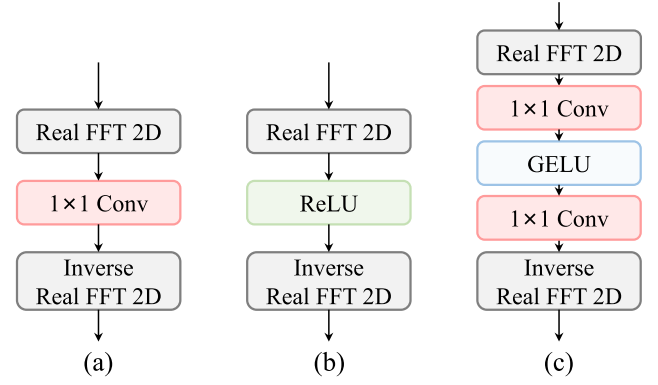 Real FFT 2D
1×1 Conv
Inverse
Real FFT 2D
(a)
Real FFT 2D
ReLU
Inverse
Real FFT 2D
(b)
Real FFT 2D
1×1 Conv
GELU
1×1 Conv
Inverse
Real FFT 2D
(c)